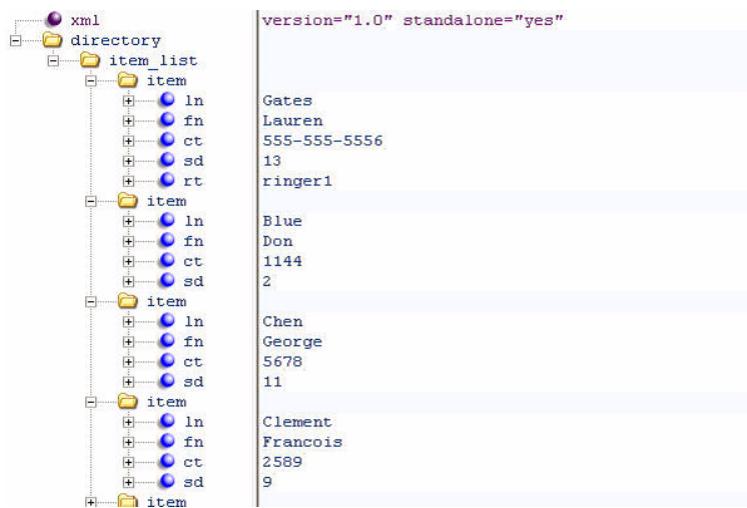 xml version="1.0" standalone="yes"
directory
item_list
item
ln Gates
fn Lauren
ct 555-555-5556
sd 13
rt ringer1
item
ln Blue
fn Don
ct 1144
sd 2
item
ln Chen
fn George
ct 5678
sd 11
item
ln Clement
fn Francois
ct 2589
sd 9
item